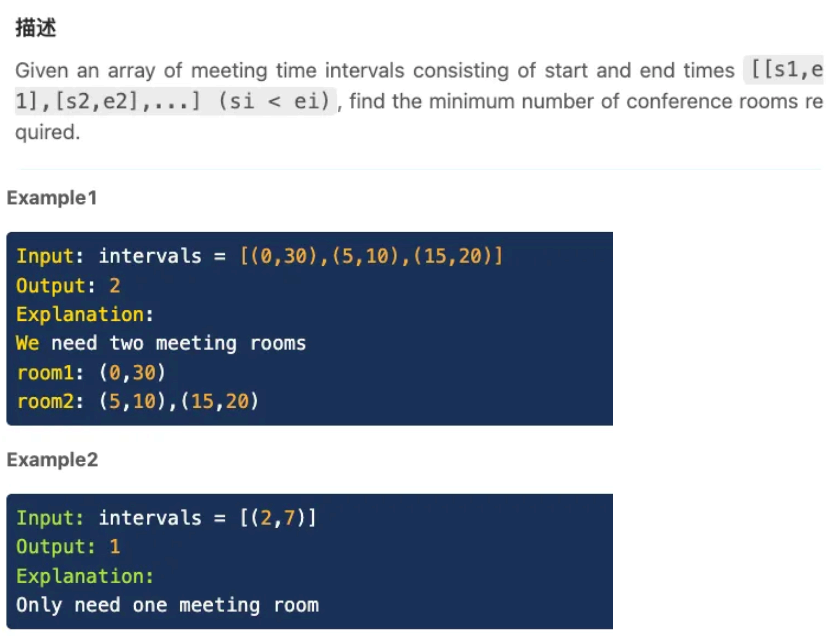 描述
Given an array of meeting time intervals consisting of start and end times [[s1,e
1],[s2,e2],...] (si < ei), find the minimum number of conference rooms re
quired.
Example1
Input: intervals = [(0,30),(5,10),(15,20)]
Output: 2
Explanation:
We need two meeting rooms
room1: (0,30)
room2: (5,10),(15,20)
Example2
Input: intervals = [(2,7)]
Output: 1
Explanation:
Only need one meeting room